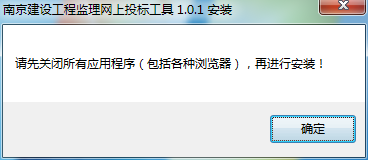 南京建设工程监理网上投标工具 1.0.1 安装
请先关闭所有应用程序（包括各种浏览器），再进行安装！
确定